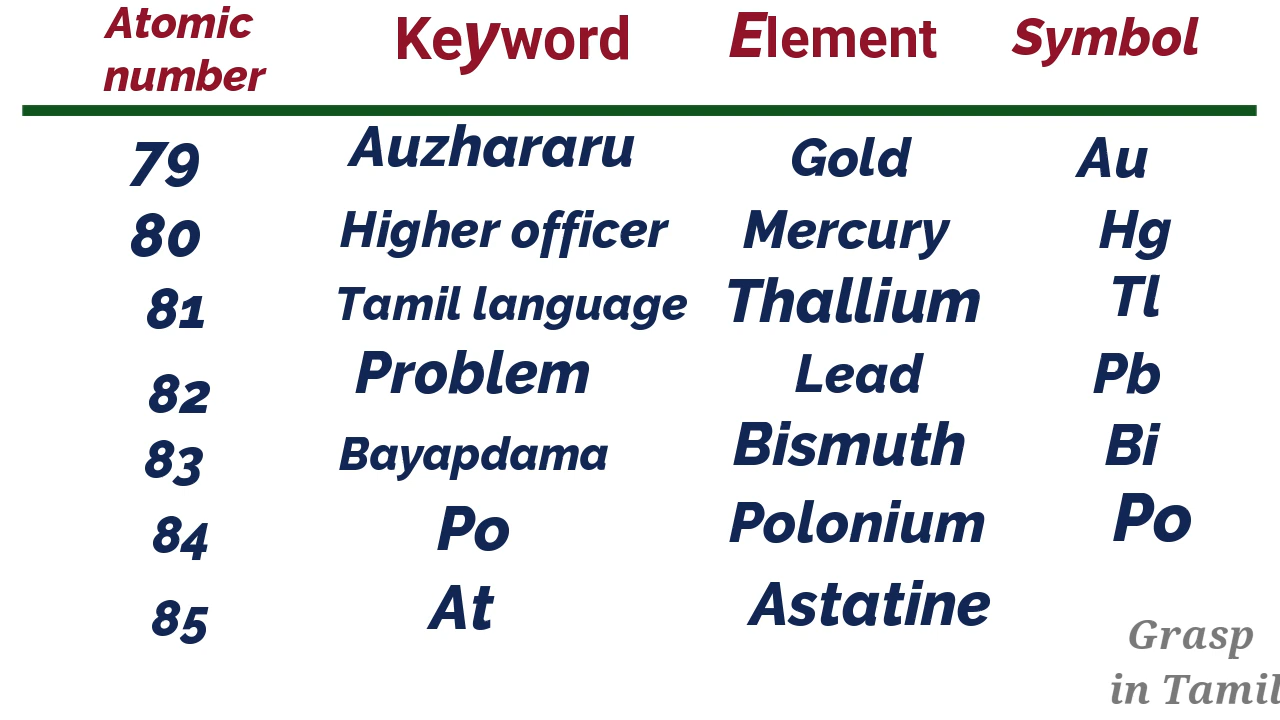 Atomic number Keyword Element Symbol
79 Auzhararu Gold Au
80 Higher officer Mercury Hg
81 Tamil language Thallium Tl
82 Problem Lead Pb
83 Bayapdama Bismuth Bi
84 Po Polonium Po
85 At Astatine
Grasp
in Tamil